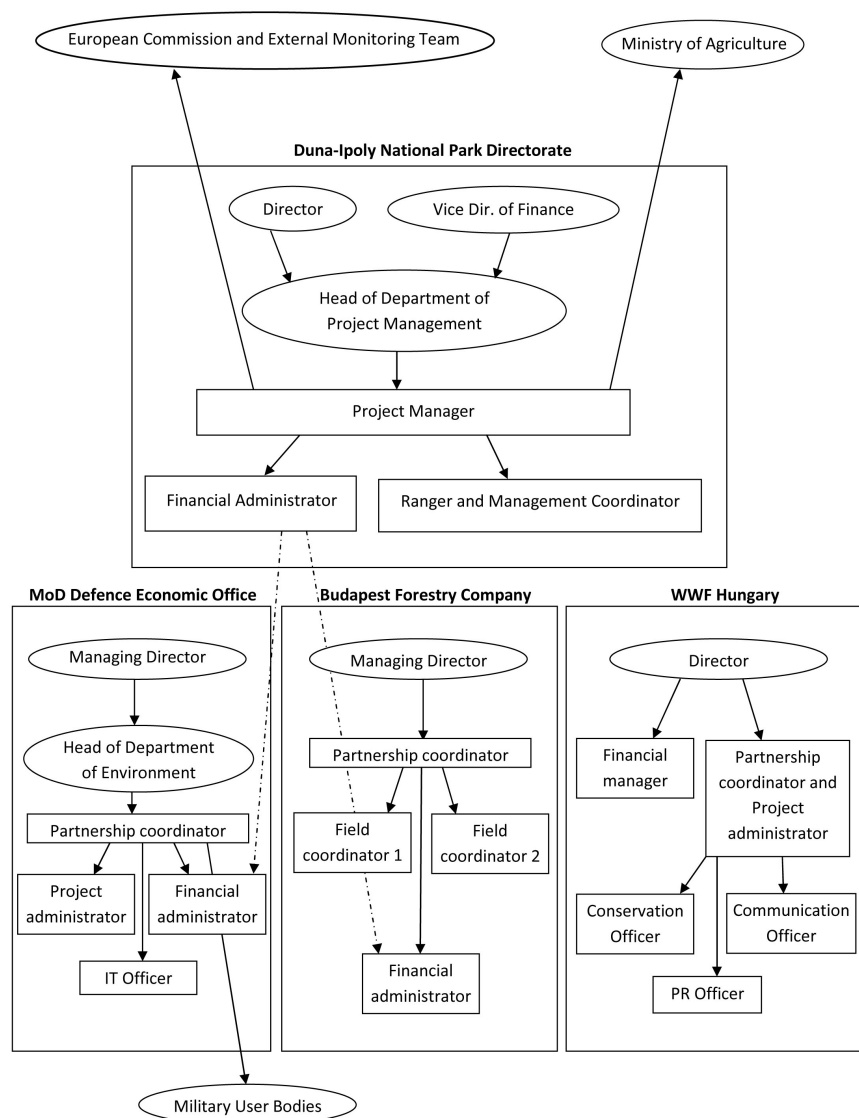 European Commission and External Monitoring Team
Ministry of Agriculture
Duna-Ipoly National Park Directorate
Director
Vice Dir. of Finance
Head of Department of
Project Management
Project Manager
Financial Administrator
Ranger and Management Coordinator
MoD Defence Economic Office
Managing Director
Head of Department
of Environment
Partnership coordinator
Project
administrator
Financial
administrator
IT Officer
Military User Bodies
Budapest Forestry Company
Managing Director
Partnership coordinator
Field
coordinator 1
Field
coordinator 2
Financial
administrator
WWF Hungary
Director
Financial
manager
Partnership
coordinator and
Project
administrator
Conservation
Officer
Communication
Officer
PR Officer